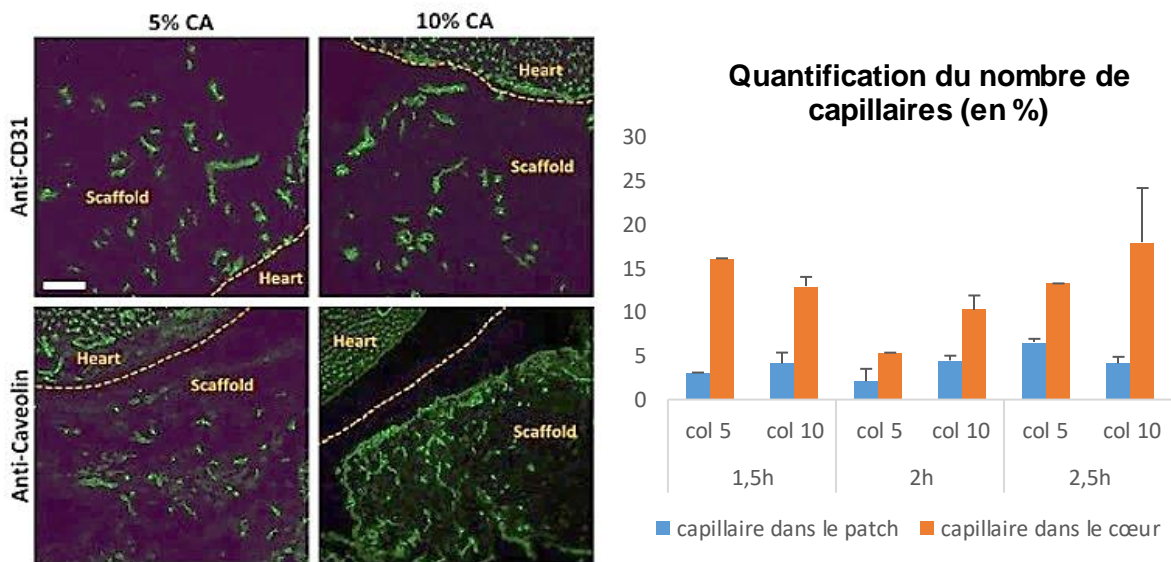 5% CA
10% CA
Anti-CD31
Scaffold
Heart
Heart
Scaffold
Anti-Caveolin
Heart
Scaffold
Heart
Scaffold
Quantification du nombre de
capillaires (en %)
30
25
20
15
10
5
0
col 5 col 10 col 5 col 10 col 5 col 10
1,5h 2h 2,5h
capillaire dans le patch capillaire dans le cœur